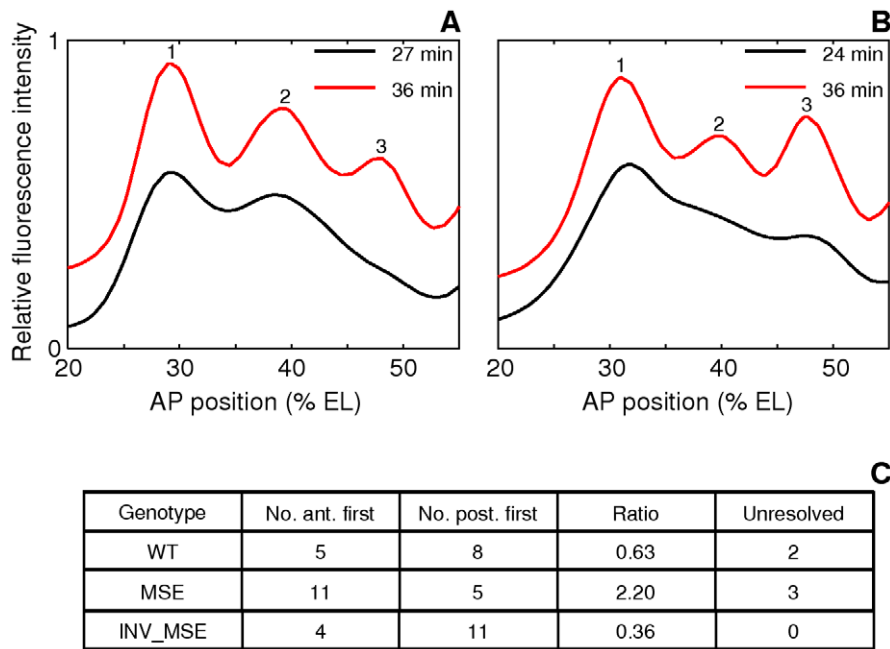 A
1
2
3
27 min
36 min
Relative fluorescence intensity
1
0
20 30 40 50
AP position (% EL)
B
1
2
3
24 min
36 min
20 30 40 50
AP position (% EL)
C
Genotype No. ant. first No. post. first Ratio Unresolved
WT 5 8 0.63 2
MSE 11 5 2.20 3
INV_MSE 4 11 0.36 0